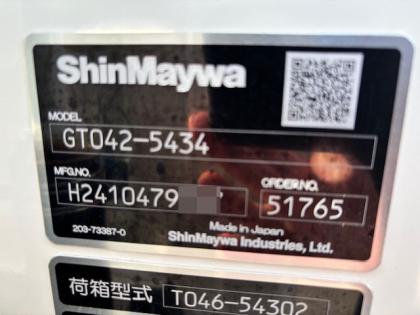 ShinMaywa
MODEL
GT042-5434
MFG.NO. ORDER.NO.
H2410479 51765
203-73387-0
Made in Japan
ShinMaywa Industries, Ltd.
荷箱型式 T046-54302